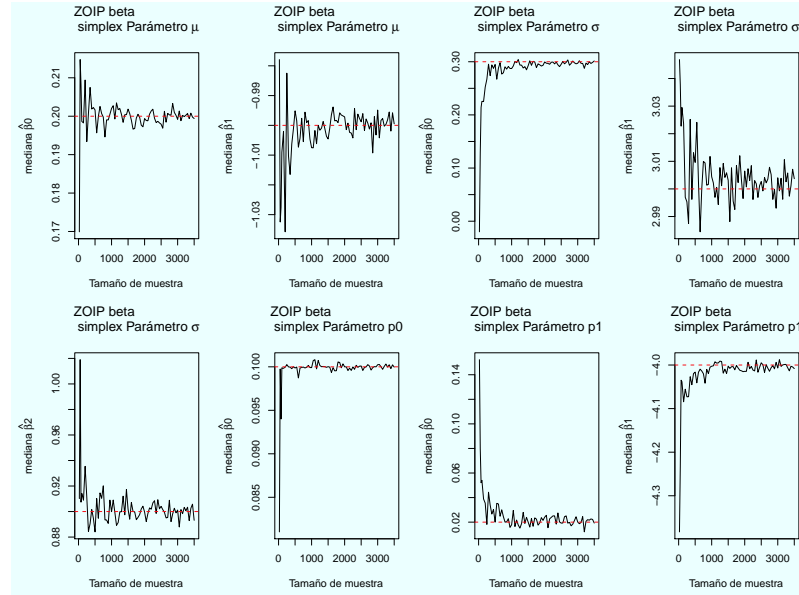 ZOIP beta
simplex Parámetro μ
mediana β̂0
0.17 0.18 0.19 0.20 0.21
0 1000 2000 3000
Tamaño de muestra
ZOIP beta
simplex Parámetro μ
mediana β̂1
−1.03 −1.01 −0.99
0 1000 2000 3000
Tamaño de muestra
ZOIP beta
simplex Parámetro σ
mediana β̂0
0.00 0.10 0.20 0.30
0 1000 2000 3000
Tamaño de muestra
ZOIP beta
simplex Parámetro σ
mediana β̂1
2.99 3.01 3.03
0 1000 2000 3000
Tamaño de muestra
ZOIP beta
simplex Parámetro σ
mediana β̂2
0.88 0.92 0.96 1.00
0 1000 2000 3000
Tamaño de muestra
ZOIP beta
simplex Parámetro p0
mediana β̂0
0.085 0.090 0.095 0.100
0 1000 2000 3000
Tamaño de muestra
ZOIP beta
simplex Parámetro p1
mediana β̂0
0.02 0.06 0.10 0.14
0 1000 2000 3000
Tamaño de muestra
ZOIP beta
simplex Parámetro p1
mediana β̂1
−4.3 −4.2 −4.1 −4.0
0 1000 2000 3000
Tamaño de muestra